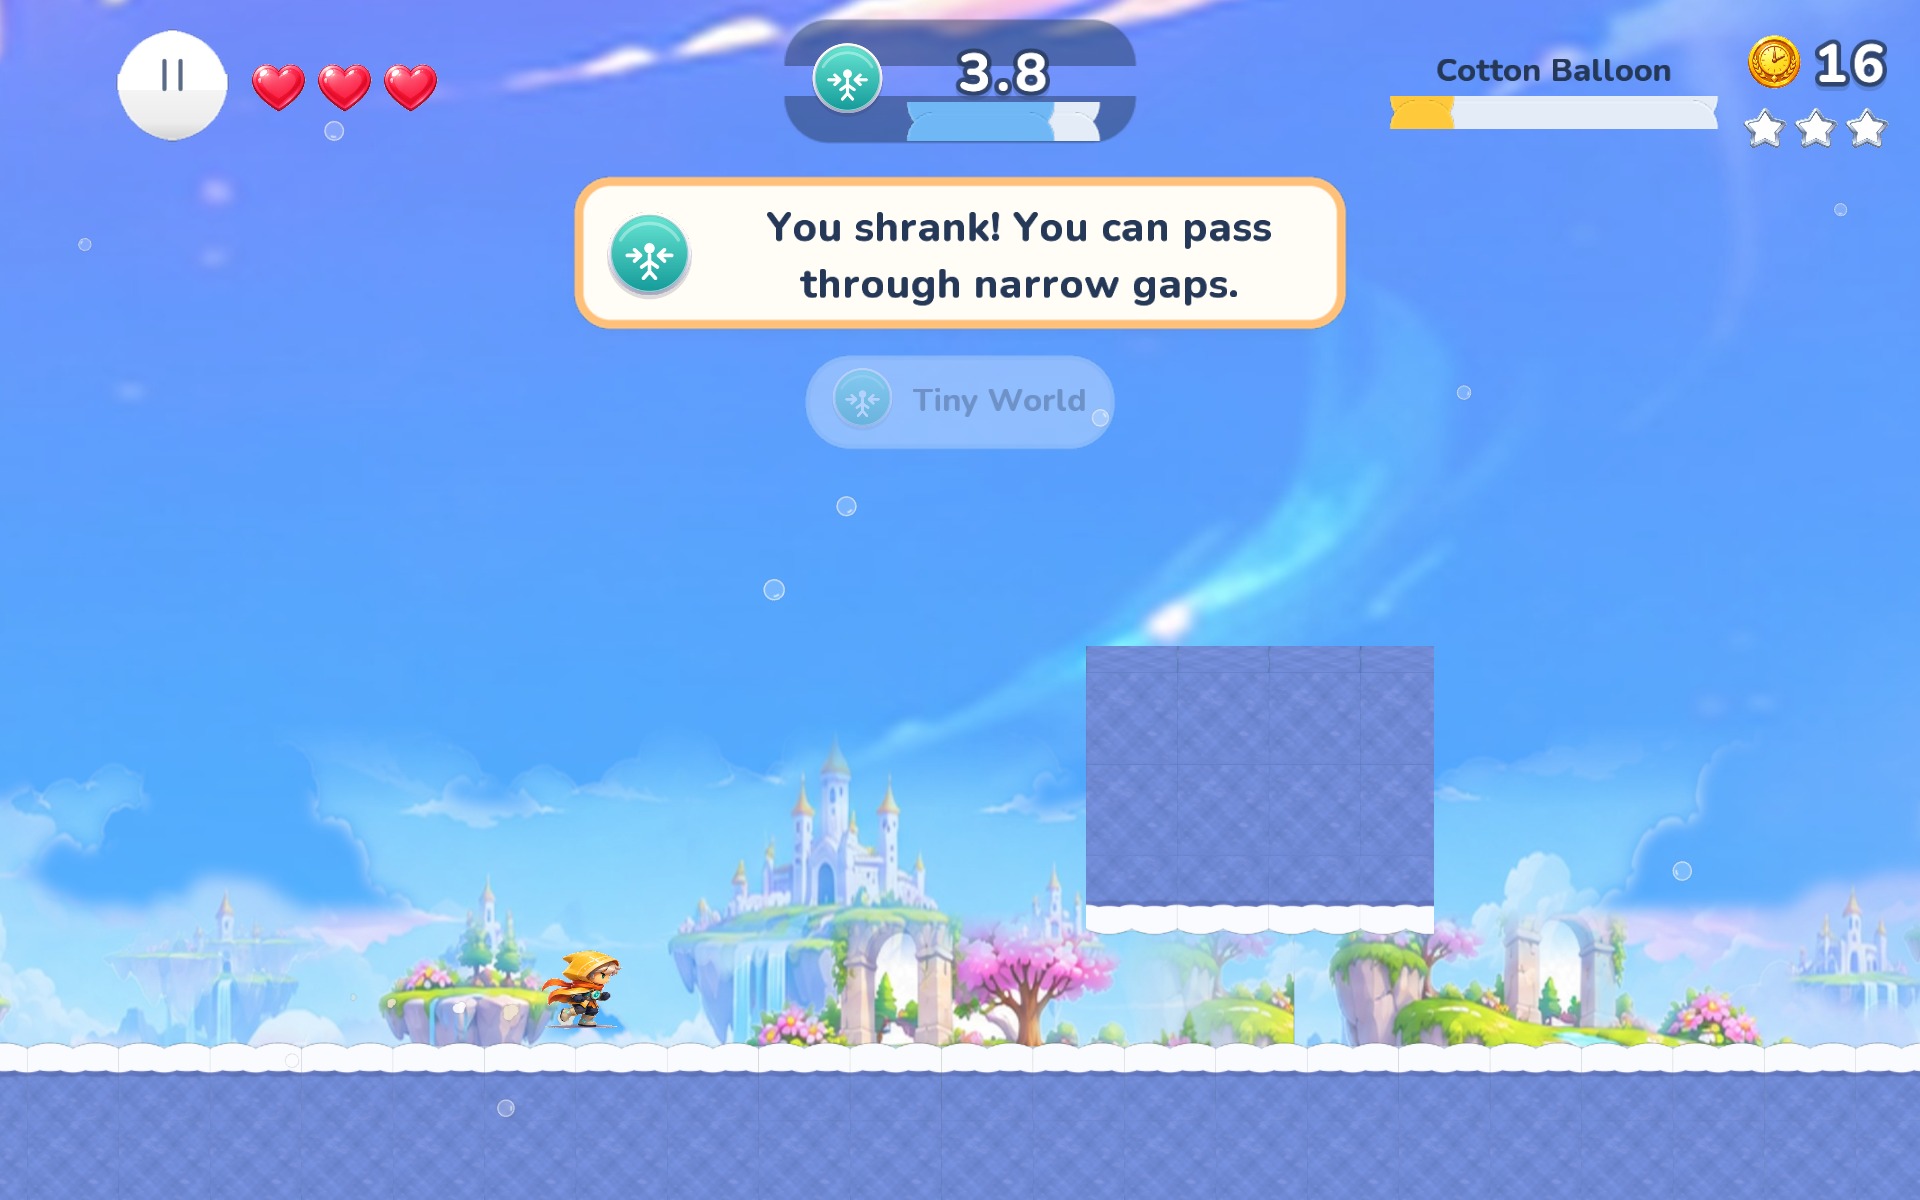 3.8
Cotton Balloon
16
You shrank! You can pass
through narrow gaps.
Tiny World